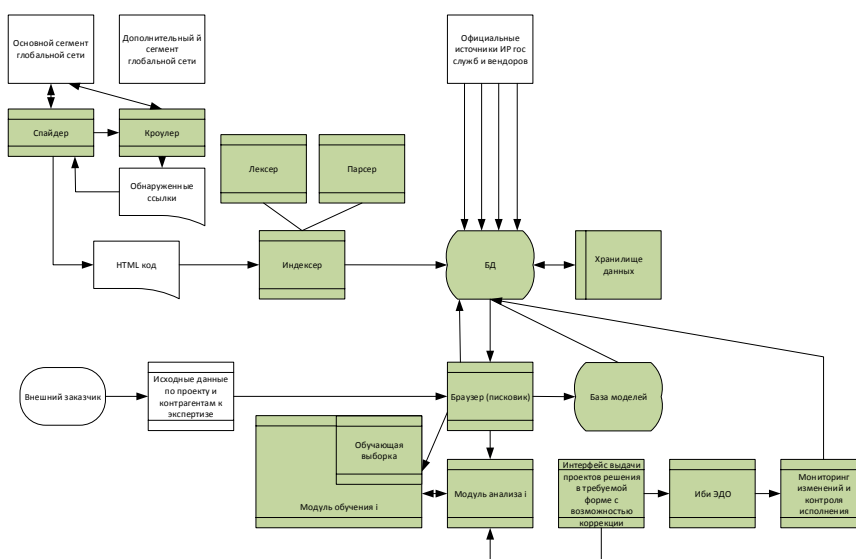 Основной сегмент
глобальной сети
Дополнительный й
сегмент
глобальной сети
Официальные
источники ИР гос
служб и вендоров
Спайдер
Кроулер
Лексер
Парсер
Обнаруженные
ссылки
HTML код
Индексер
БД
Хранилище
данных
Внешний заказчик
Исходные данные
по проекту и
контрагентам к
экспертизе
Браузер (писковик)
База моделей
Обучающая
выборка
Модуль обучения i
Модуль анализа i
Интерфейс выдачи
проектов решения
в требуемой
форме с
возможностью
коррекции
Иби ЭДО
Мониторинг
изменений и
контроля
исполнения